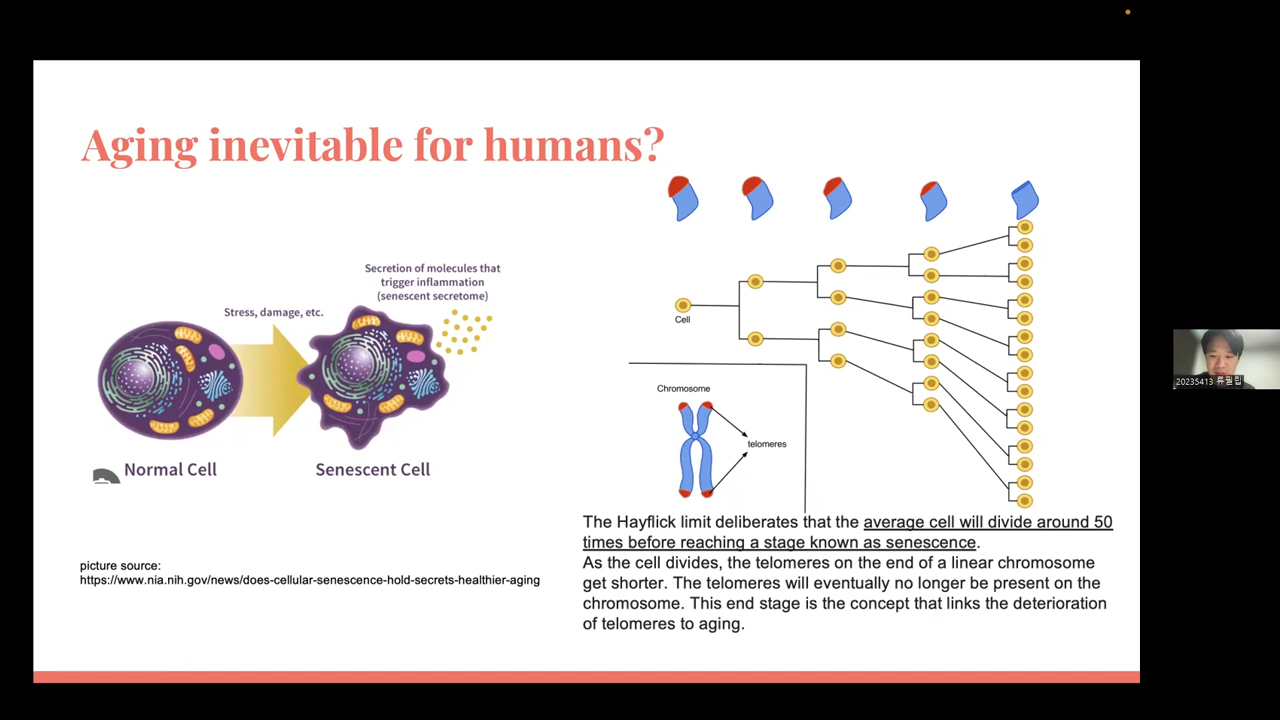 Aging inevitable for humans?
Secretion of molecules that
trigger inflammation
(senescent secretome)
Stress, damage, etc.
Normal Cell
Senescent Cell
picture source:
https://www.nia.nih.gov/news/does-cellular-senescence-hold-secrets-healthier-aging
Cell
Chromosome
telomeres
The Hayflick limit deliberates that the average cell will divide around 50
times before reaching a stage known as senescence.
As the cell divides, the telomeres on the end of a linear chromosome
get shorter. The telomeres will eventually no longer be present on the
chromosome. This end stage is the concept that links the deterioration
of telomeres to aging.
20235413 류필립